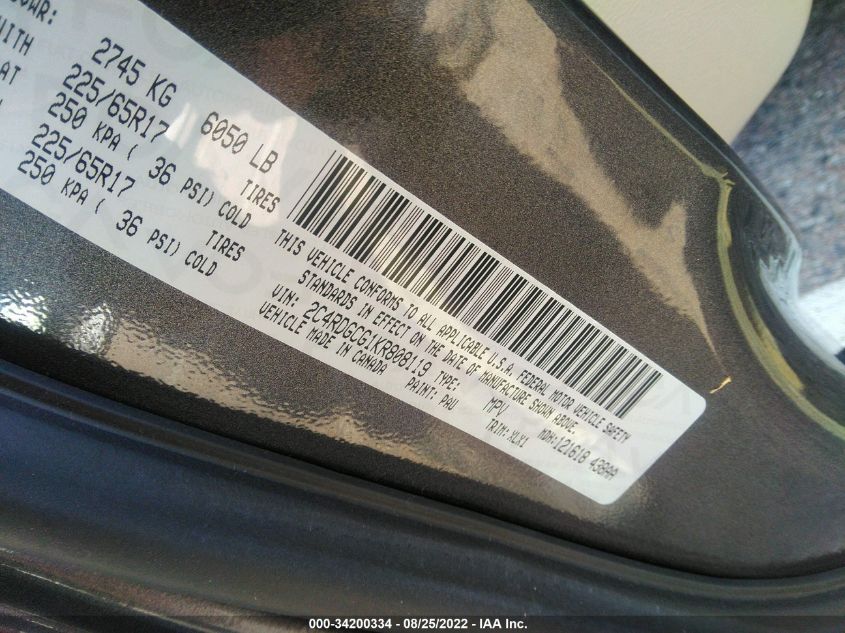 GVWR:
2745 KG 6050 LB
WITH 225/65R17 TIRES
AT 250 KPA ( 36 PSI) COLD
225/65R17 TIRES
250 KPA ( 36 PSI) COLD
THIS VEHICLE CONFORMS TO ALL APPLICABLE U.S.A. FEDERAL MOTOR VEHICLE SAFETY
STANDARDS IN EFFECT ON THE DATE OF MANUFACTURE SHOWN ABOVE.
VIN: 2C4RDGCG1KR808119 TYPE: MPV MDH:121618 438AA
VEHICLE MADE IN CANADA PAINT: PAU TRIM:XLX1
000-34200334 - 08/25/2022 - IAA Inc.